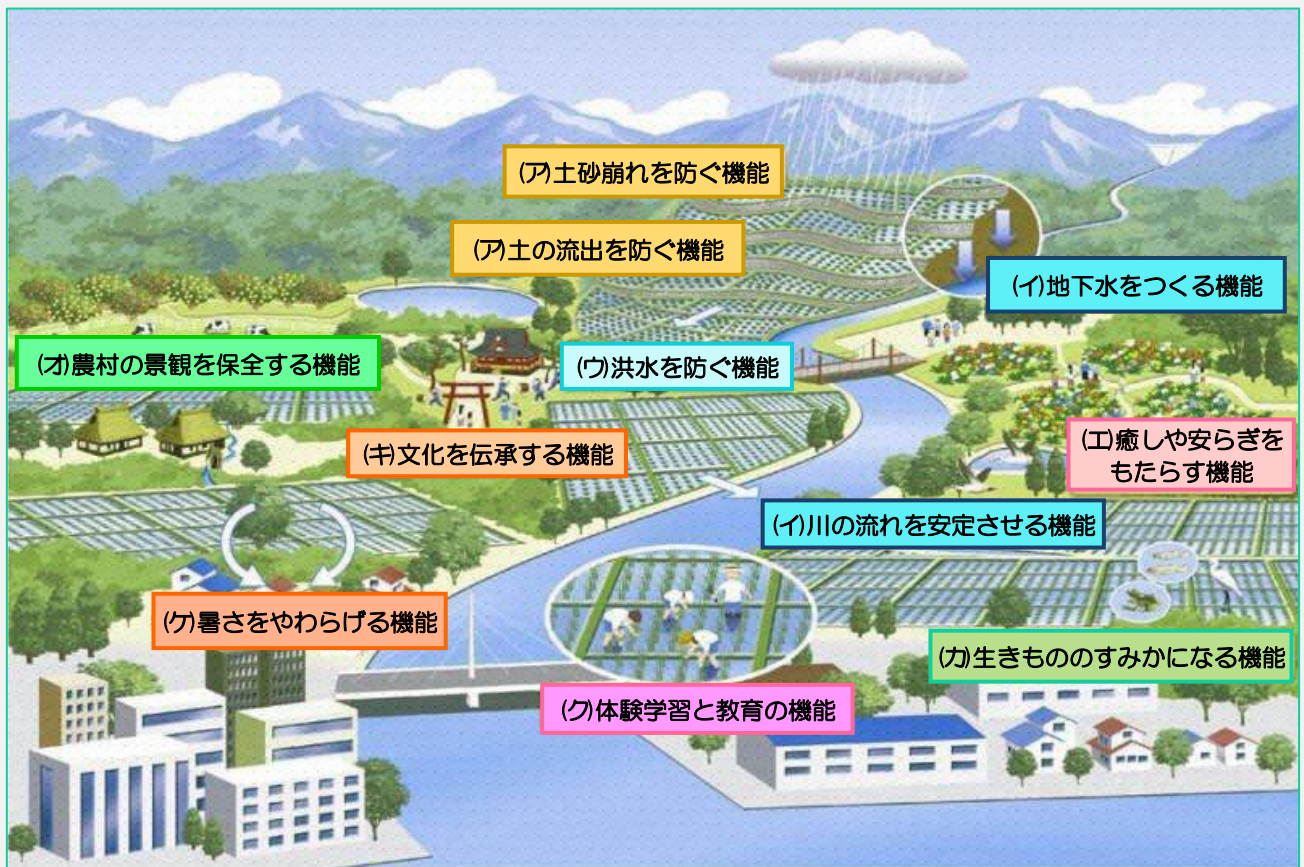 (ア)土砂崩れを防ぐ機能
(ア)土の流出を防ぐ機能
(イ)地下水をつくる機能
(オ)農村の景観を保全する機能
(ウ)洪水を防ぐ機能
(キ)文化を伝承する機能
(エ)癒しや安らぎを
もたらす機能
(イ)川の流れを安定させる機能
(ケ)暑さをやわらげる機能
(カ)生きもののすみかになる機能
(ク)体験学習と教育の機能